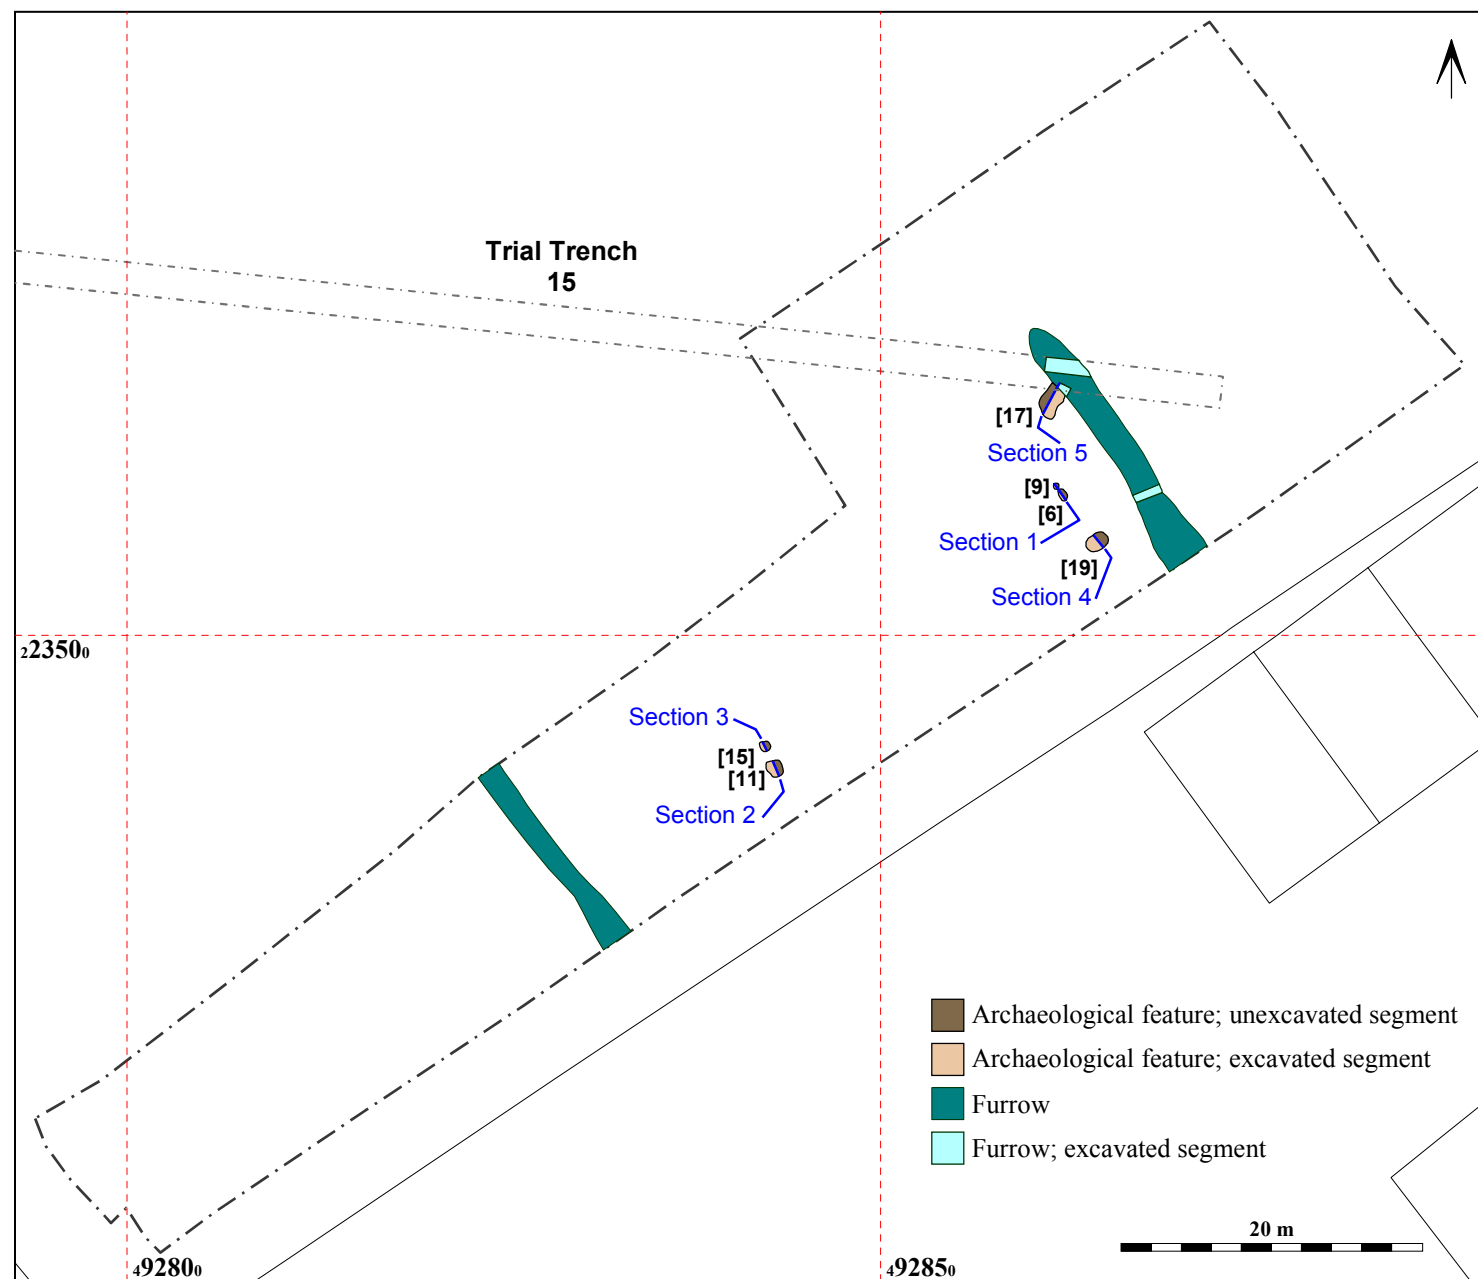 Trial Trench
15
[17]
Section 5
[9]
[6]
Section 1
[19]
Section 4
223500
Section 3
[15]
[11]
Section 2
Archaeological feature; unexcavated segment
Archaeological feature; excavated segment
Furrow
Furrow; excavated segment
20 m
492800
492850